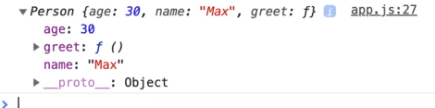 ▼Person {age: 30, name: "Max", greet: ƒ} i app.js:27
age: 30
▶greet: ƒ ()
name: "Max"
▶__proto__: Object
>